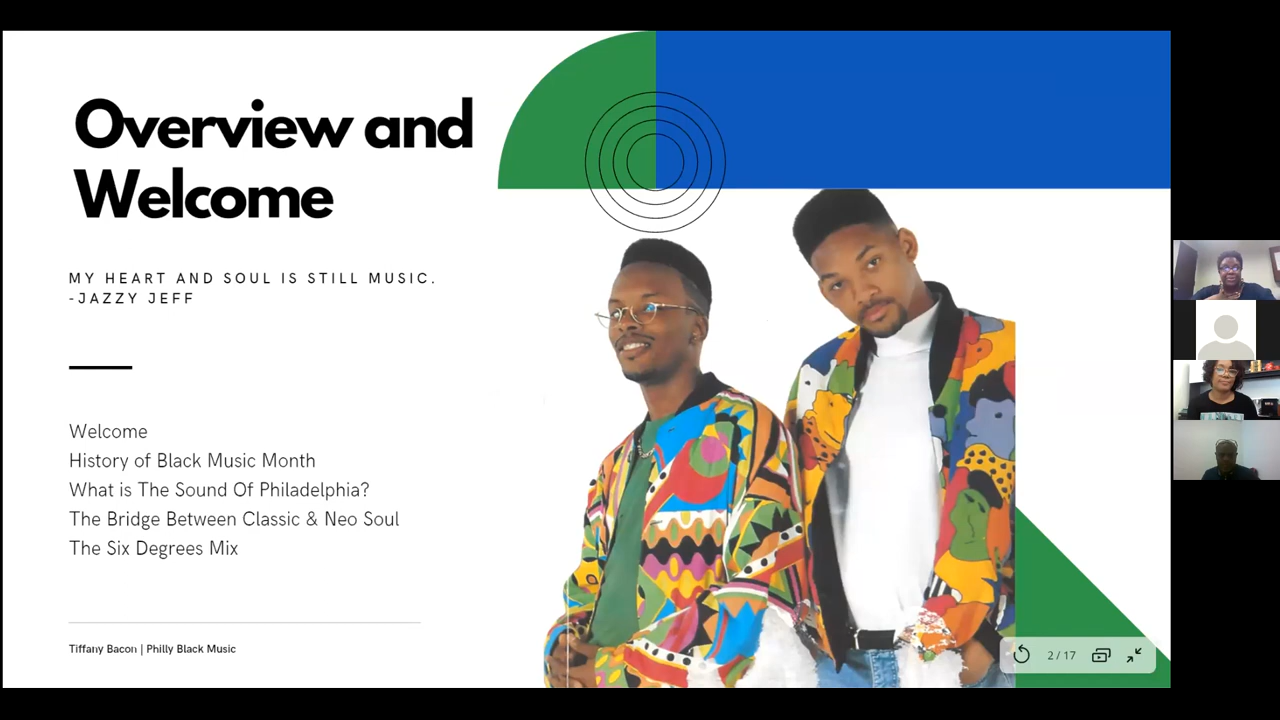 Overview and
Welcome
MY HEART AND SOUL IS STILL MUSIC.
-JAZZY JEFF
Welcome
History of Black Music Month
What is The Sound Of Philadelphia?
The Bridge Between Classic & Neo Soul
The Six Degrees Mix
Tiffany Bacon | Philly Black Music
2 / 17